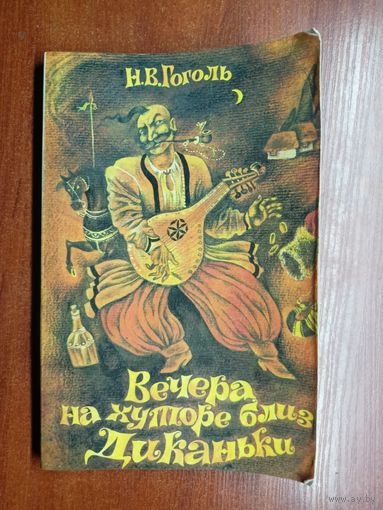 Н.В.Гоголь
Вечера
на хуторе близ
Диканьки
www.ay.by